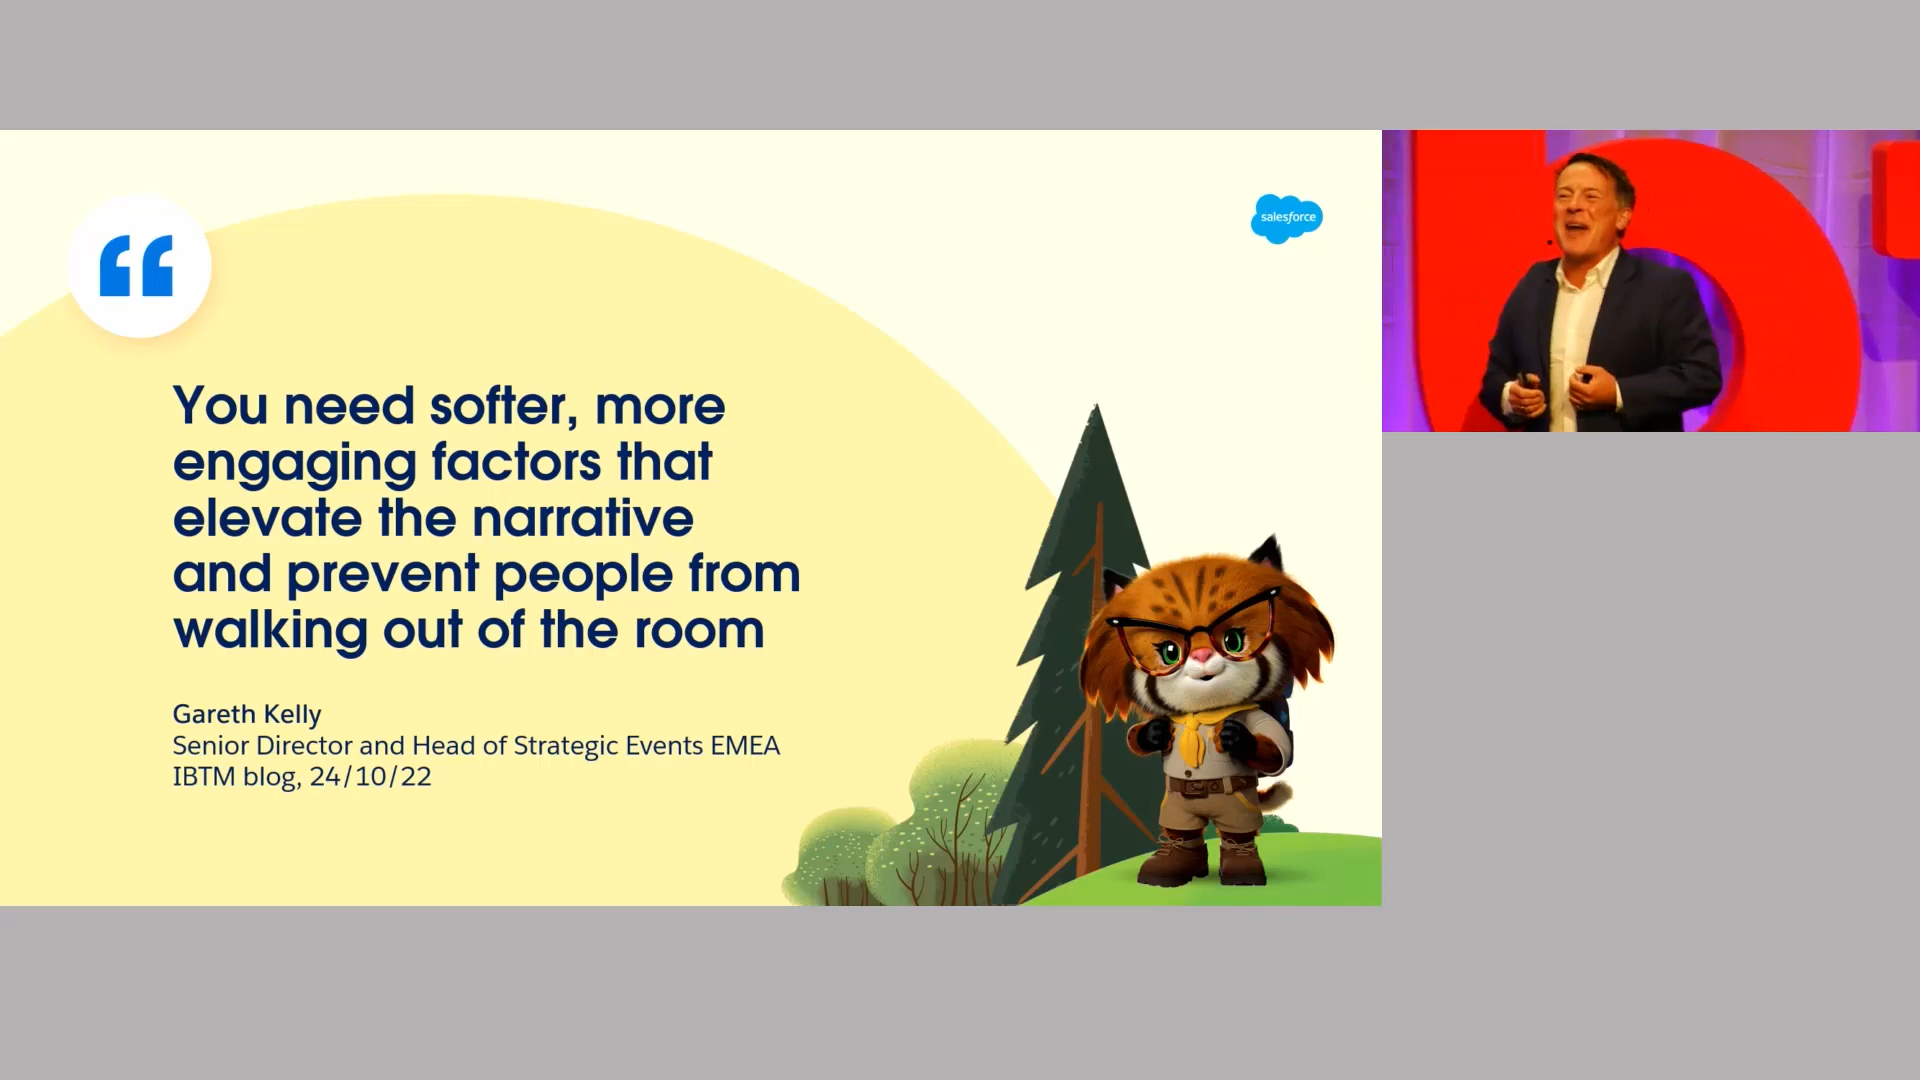 salesforce
“
You need softer, more
engaging factors that
elevate the narrative
and prevent people from
walking out of the room
Gareth Kelly
Senior Director and Head of Strategic Events EMEA
IBTM blog, 24/10/22